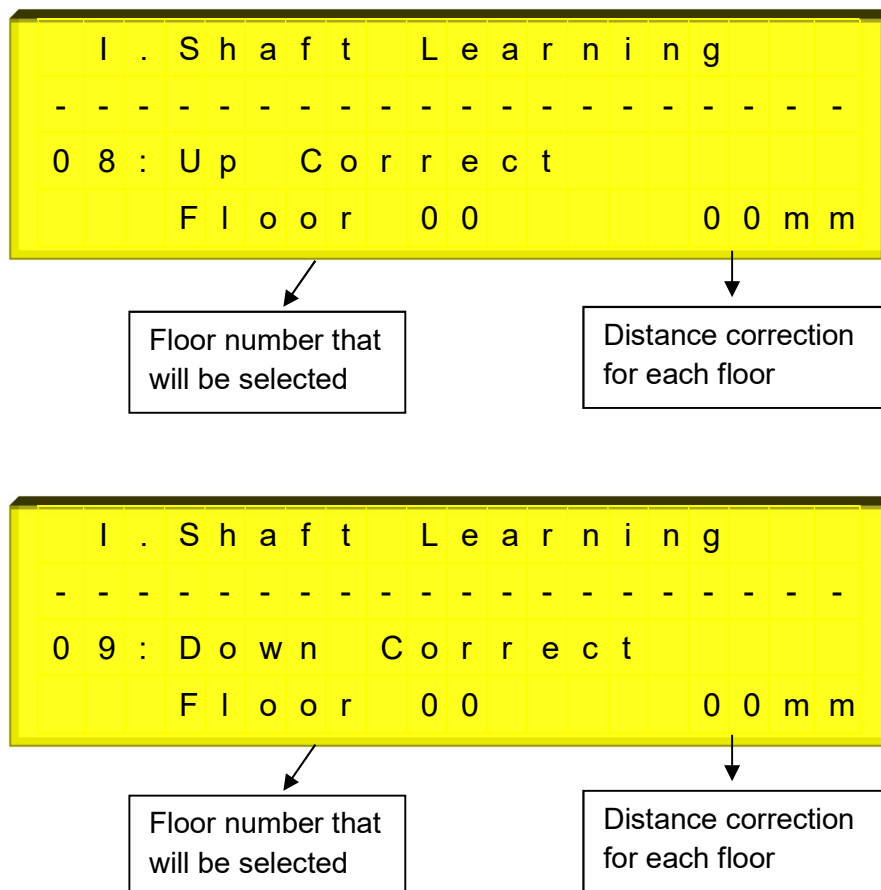 I.Shaft Learning
--------------------
08:Up Correct
Floor 00 00mm
Floor number that
will be selected
Distance correction
for each floor
I.Shaft Learning
--------------------
09:Down Correct
Floor 00 00mm
Floor number that
will be selected
Distance correction
for each floor